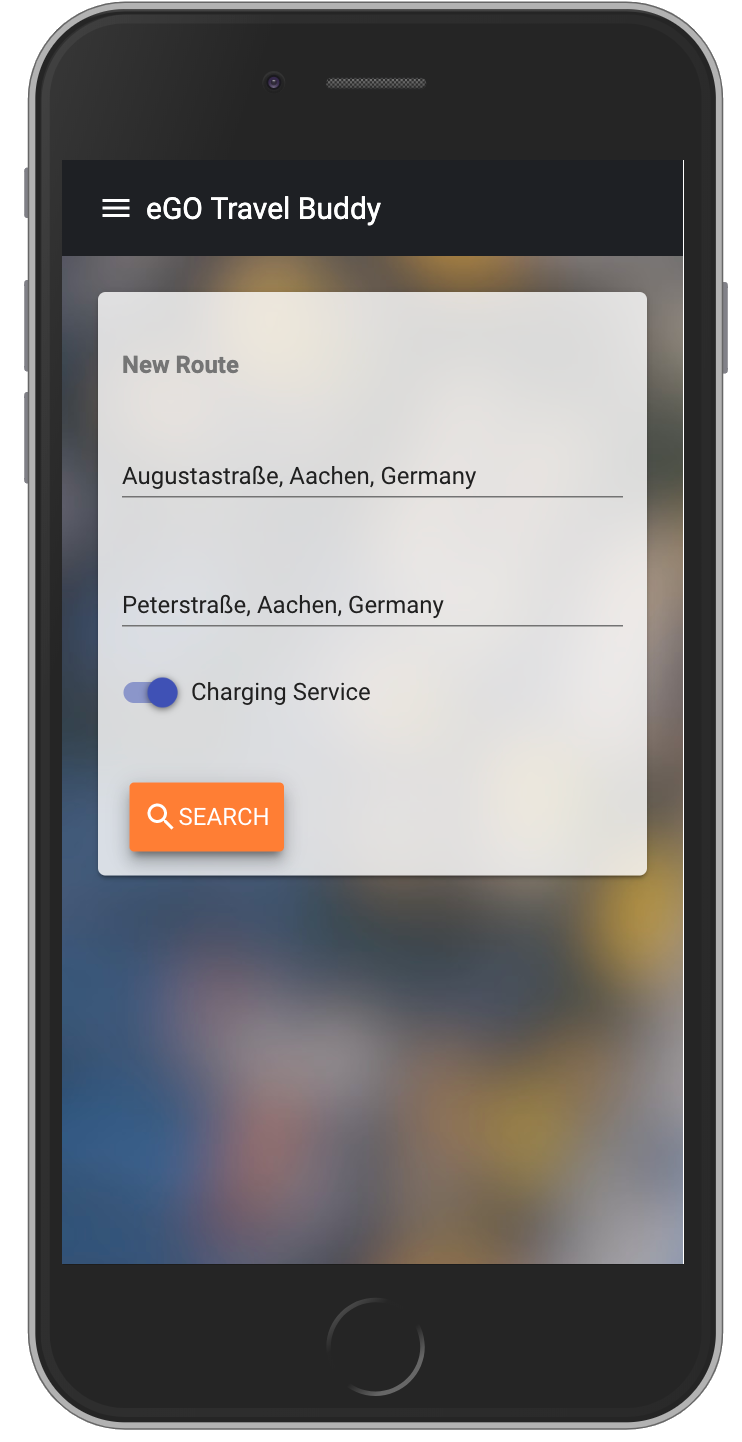 eGO Travel Buddy
New Route
Augustastraße, Aachen, Germany
Peterstraße, Aachen, Germany
Charging Service
SEARCH